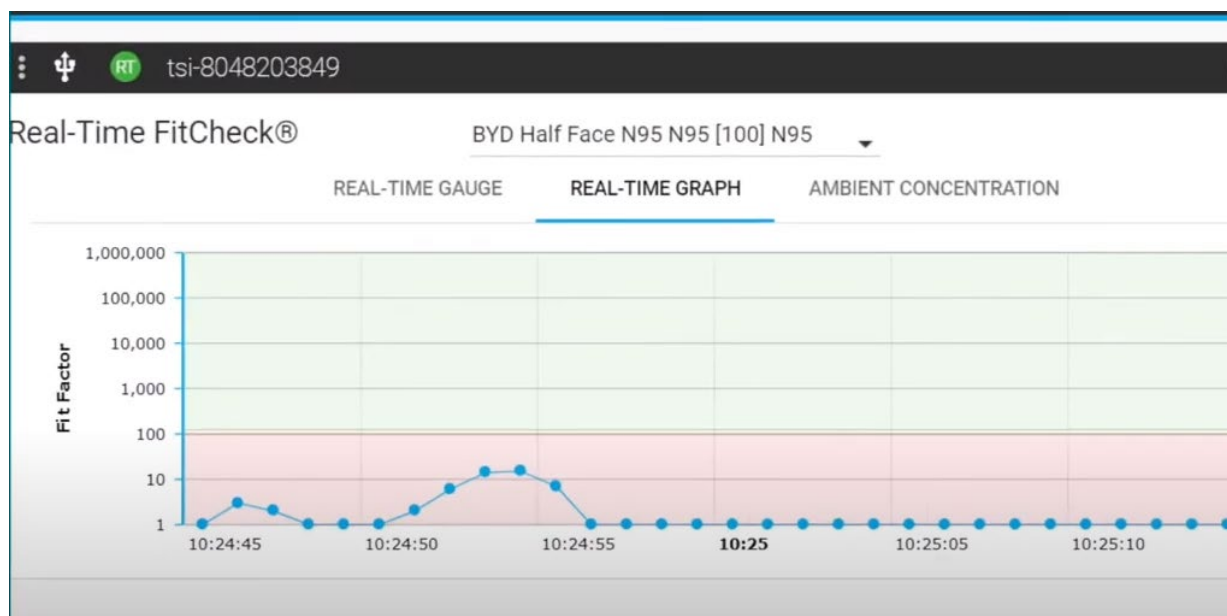 RT tsi-8048203849
Real-Time FitCheck® BYD Half Face N95 N95 [100] N95
REAL-TIME GAUGE REAL-TIME GRAPH AMBIENT CONCENTRATION
Fit Factor
1,000,000
100,000
10,000
1,000
100
10
1
10:24:45 10:24:50 10:24:55 10:25 10:25:05 10:25:10